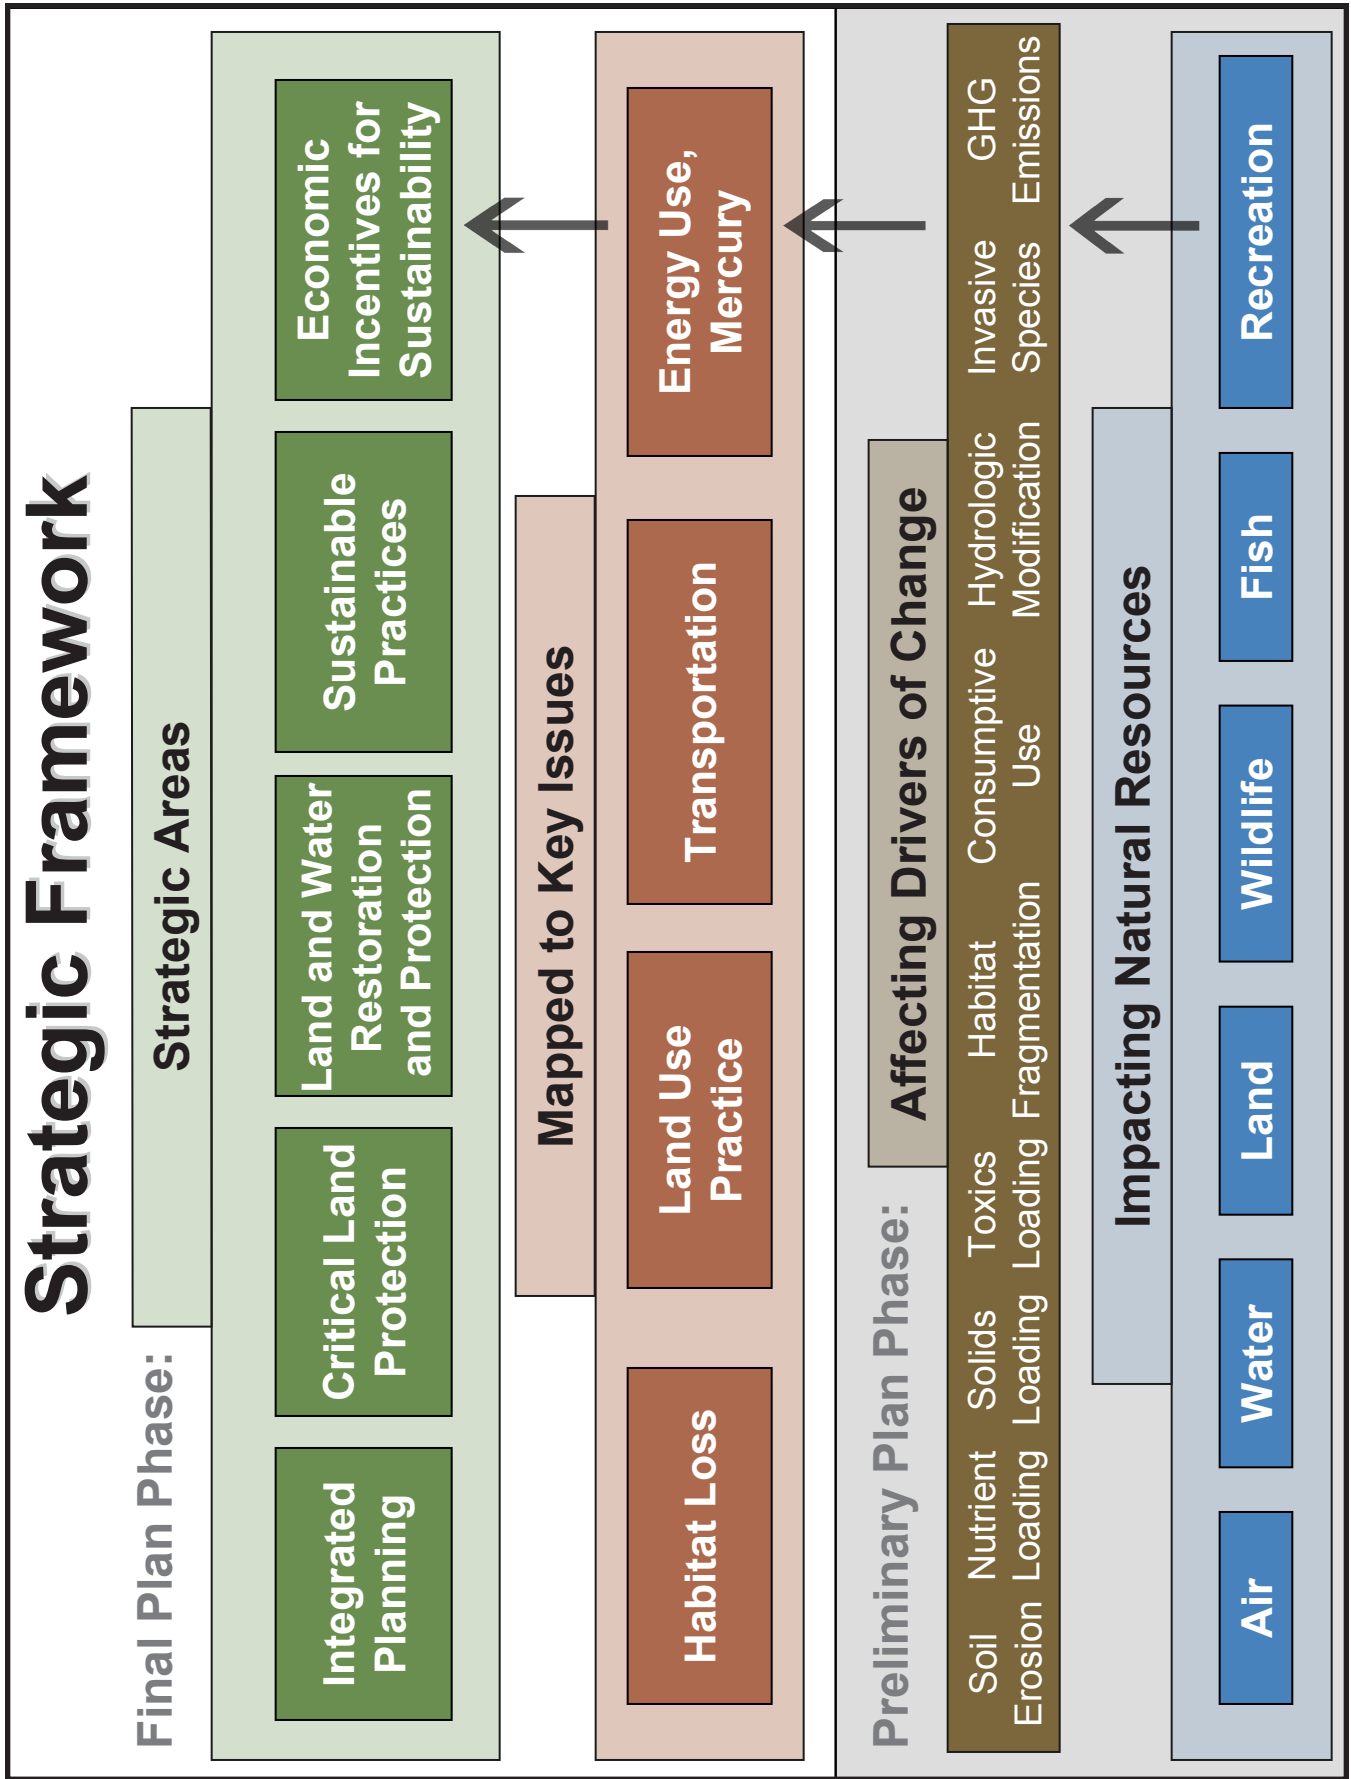 Strategic Framework
Final Plan Phase:
Strategic Areas
Integrated
Planning
Critical Land
Protection
Land and Water
Restoration
and Protection
Sustainable
Practices
Economic
Incentives for
Sustainability
Mapped to Key Issues
Habitat Loss
Land Use
Practice
Transportation
Energy Use,
Mercury
Preliminary Plan Phase:
Affecting Drivers of Change
Soil
Erosion
Nutrient
Loading
Solids
Loading
Toxics
Loading
Habitat
Fragmentation
Consumptive
Use
Hydrologic
Modification
Invasive
Species
GHG
Emissions
Impacting Natural Resources
Air
Water
Land
Wildlife
Fish
Recreation